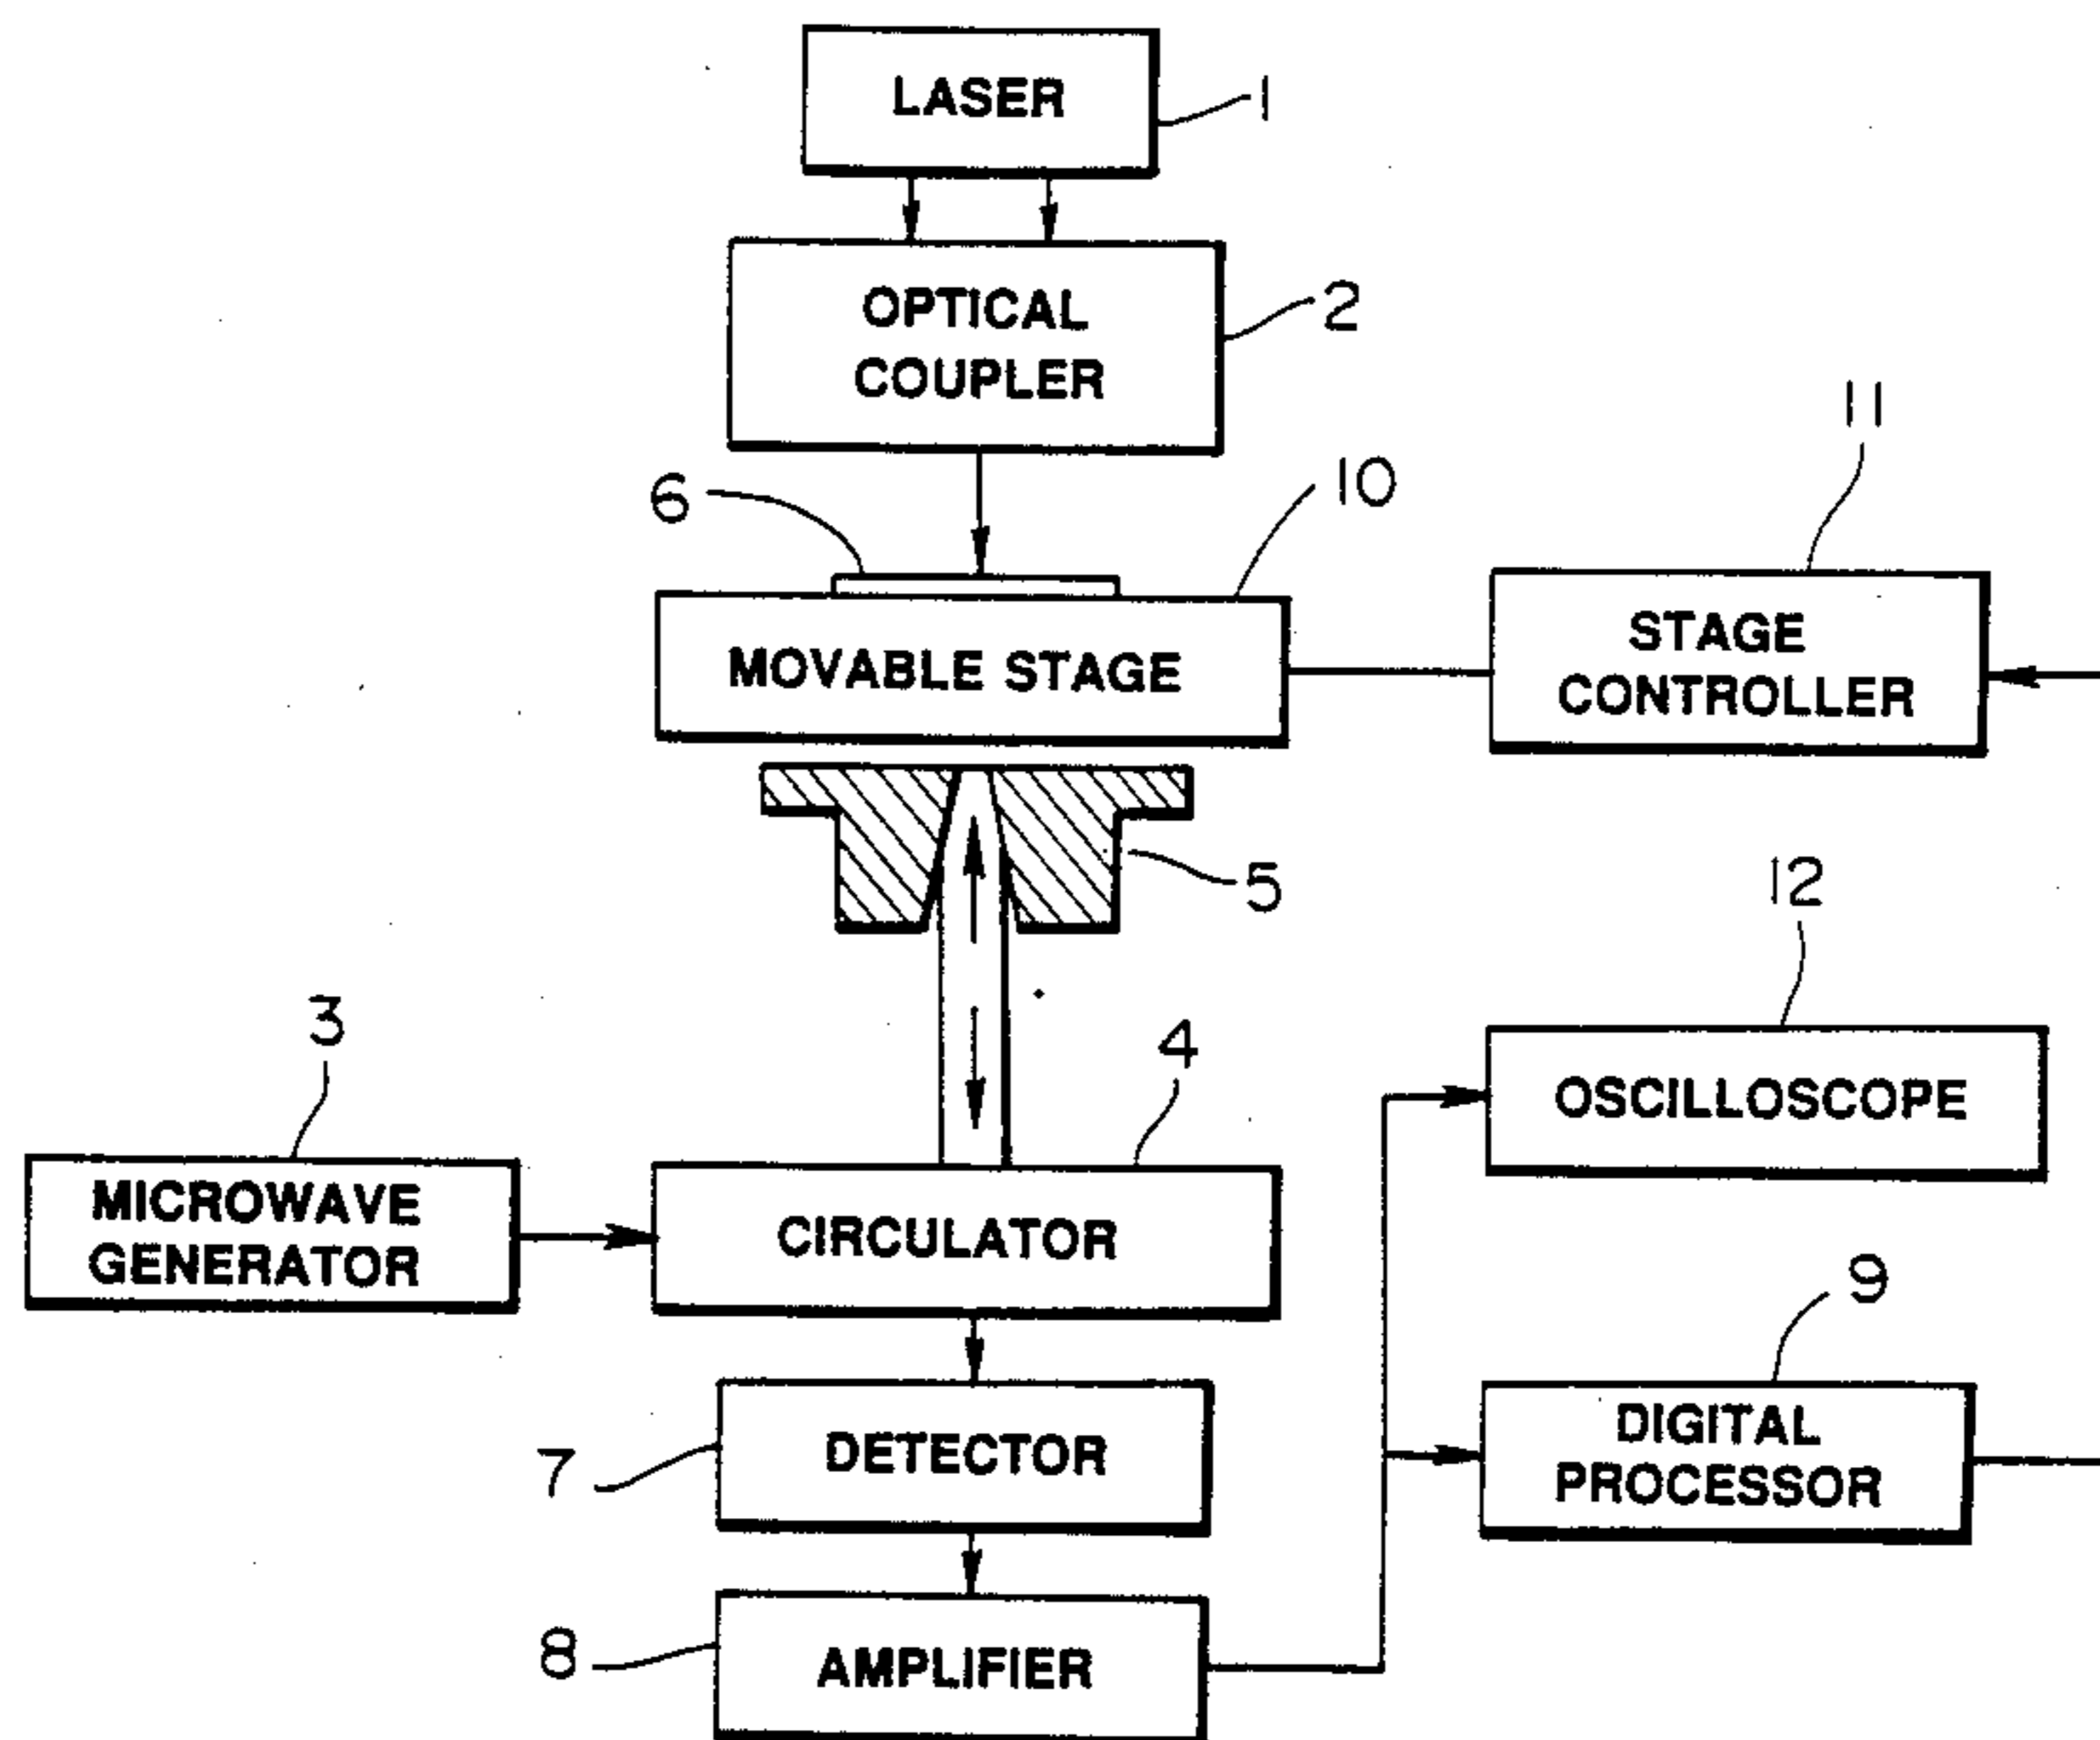 LASER
1
OPTICAL
COUPLER
2
11
6
10
STAGE
CONTROLLER
MOVABLE STAGE
5
12
3
4
OSCILLOSCOPE
MICROWAVE
GENERATOR
CIRCULATOR
9
DIGITAL
PROCESSOR
7
DETECTOR
8
AMPLIFIER